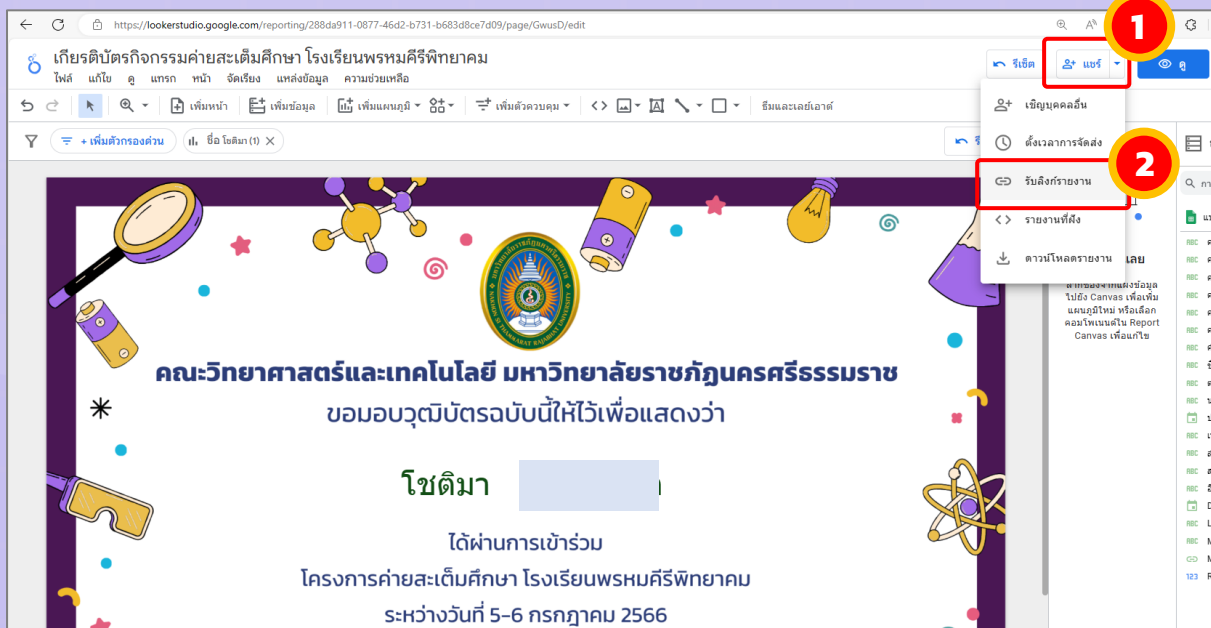 https://lookerstudio.google.com/reporting/288da911-0877-46d2-b731-b683d8ce7d09/page/GwusD/edit
1
เกียรติบัตรกิจกรรมค่ายสะเต็มศึกษา โรงเรียนพรหมคีรีพิทยาคม
ไฟล์ แก้ไข ดู แทรก หน้า จัดเรียง แหล่งข้อมูล ความช่วยเหลือ
รีเซ็ต แชร์ ดู
เพิ่มหน้า เพิ่มข้อมูล เพิ่มแผนภูมิ เพิ่มตัวควบคุม ธีมและเลย์เอาต์
+ เพิ่มตัวกรองด่วน ชื่อ โชติมา (1)
เชิญบุคคลอื่น
ตั้งเวลาการจัดส่ง
2
รับลิงก์รายงาน
รายงานที่ฝัง
ดาวน์โหลดรายงาน
เลย
ลากช่องจากแผงข้อมูล
ไปยัง Canvas เพื่อเพิ่ม
แผนภูมิใหม่ หรือเลือก
คอมโพเนนต์ใน Report
Canvas เพื่อแก้ไข
คณะวิทยาศาสตร์และเทคโนโลยี มหาวิทยาลัยราชภัฏนครศรีธรรมราช
ขอมอบวุฒิบัตรฉบับนี้ให้ไว้เพื่อแสดงว่า
โชติมา
ได้ผ่านการเข้าร่วม
โครงการค่ายสะเต็มศึกษา โรงเรียนพรหมคีรีพิทยาคม
ระหว่างวันที่ 5-6 กรกฎาคม 2566